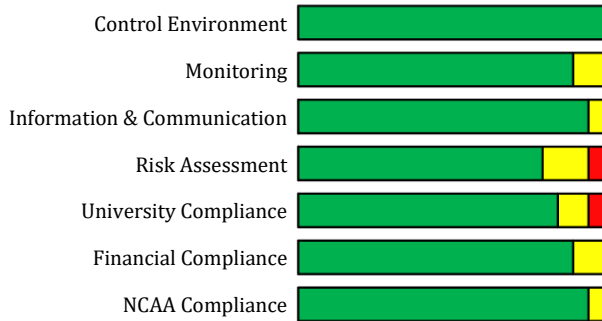 Control Environment
Monitoring
Information & Communication
Risk Assessment
University Compliance
Financial Compliance
NCAA Compliance